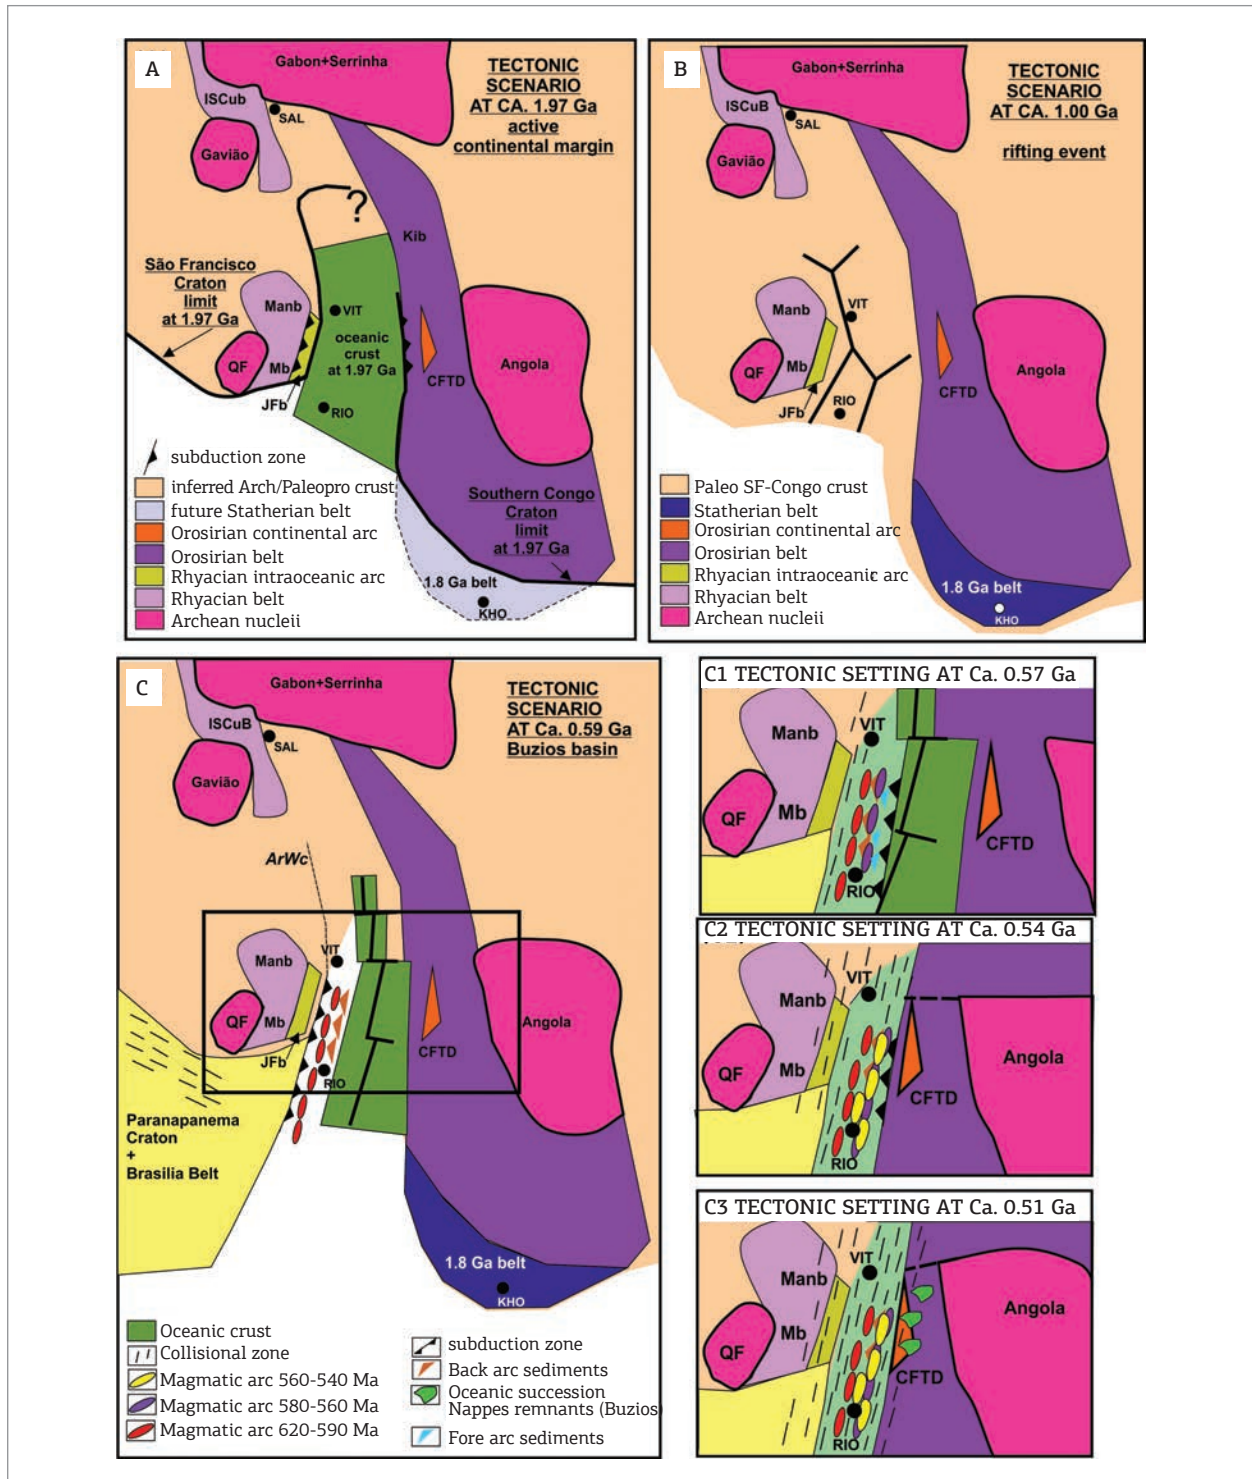 A
Gabon+Serrinha
TECTONIC
SCENARIO
AT CA. 1.97 Ga
active
continental margin
ISCub
SAL
Gavião
?
Kib
São Francisco
Craton
limit
at 1.97 Ga
Manb
VIT
oceanic
crust
at 1.97 Ga
QF
Mb
JFb
RIO
CFTD
Angola
Southern Congo
Craton
limit
at 1.97 Ga
1.8 Ga belt
KHO
subduction zone
inferred Arch/Paleopro crust
future Statherian belt
Orosirian continental arc
Orosirian belt
Rhyacian intraoceanic arc
Rhyacian belt
Archean nucleii
B
Gabon+Serrinha
TECTONIC
SCENARIO
AT CA. 1.00 Ga
rifting event
ISCuB
SAL
Gavião
Manb
VIT
QF
Mb
JFb
RIO
CFTD
Angola
1.8 Ga belt
KHO
Paleo SF-Congo crust
Statherian belt
Orosirian continental arc
Orosirian belt
Rhyacian intraoceanic arc
Rhyacian belt
Archean nucleii
C
Gabon+Serrinha
TECTONIC
SCENARIO
AT Ca. 0.59 Ga
Buzios basin
ISCuB
SAL
Gavião
ArWc
Manb
VIT
QF
Mb
JFb
RIO
CFTD
Angola
Paranapanema
Craton
+
Brasilia Belt
1.8 Ga belt
KHO
Oceanic crust
Collisional zone
Magmatic arc 560-540 Ma
Magmatic arc 580-560 Ma
Magmatic arc 620-590 Ma
subduction zone
Back arc sediments
Oceanic succession
Nappes remnants (Buzios)
Fore arc sediments
C1 TECTONIC SETTING AT Ca. 0.57 Ga
Manb
VIT
QF
Mb
RIO
CFTD
C2 TECTONIC SETTING AT Ca. 0.54 Ga
Manb
VIT
QF
Mb
RIO
CFTD
Angola
C3 TECTONIC SETTING AT Ca. 0.51 Ga
Manb
VIT
QF
Mb
RIO
CFTD
Angola